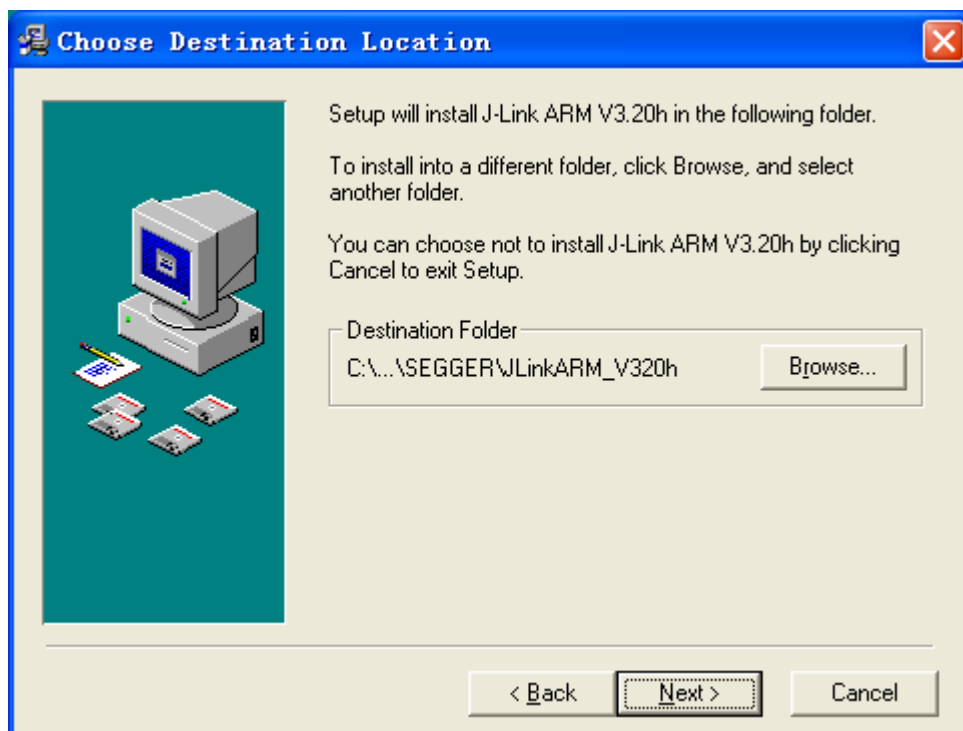 Choose Destination Location
Setup will install J-Link ARM V3.20h in the following folder.
To install into a different folder, click Browse, and select
another folder.
You can choose not to install J-Link ARM V3.20h by clicking
Cancel to exit Setup.
Destination Folder
C:\...\SEGGER\JLinkARM_V320h
Browse...
< Back
Next >
Cancel